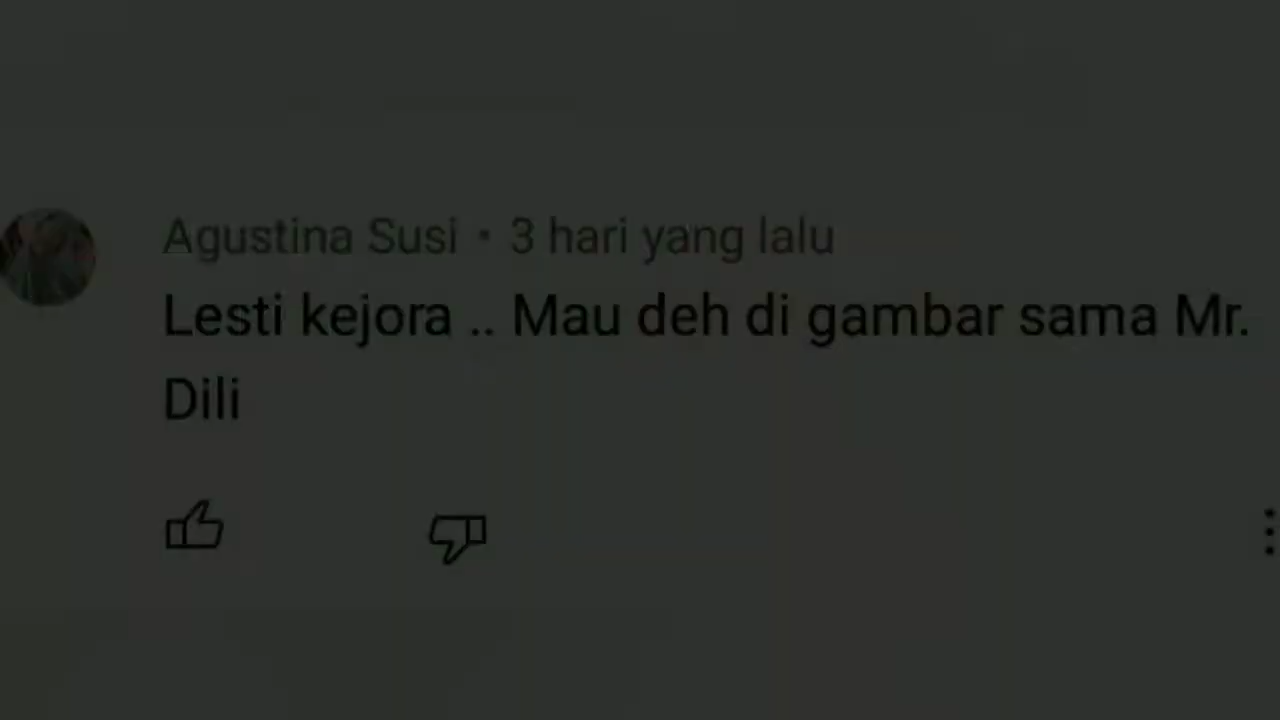 Agustina Susi • 3 hari yang lalu
Lesti kejora .. Mau deh di gambar sama Mr.
Dili